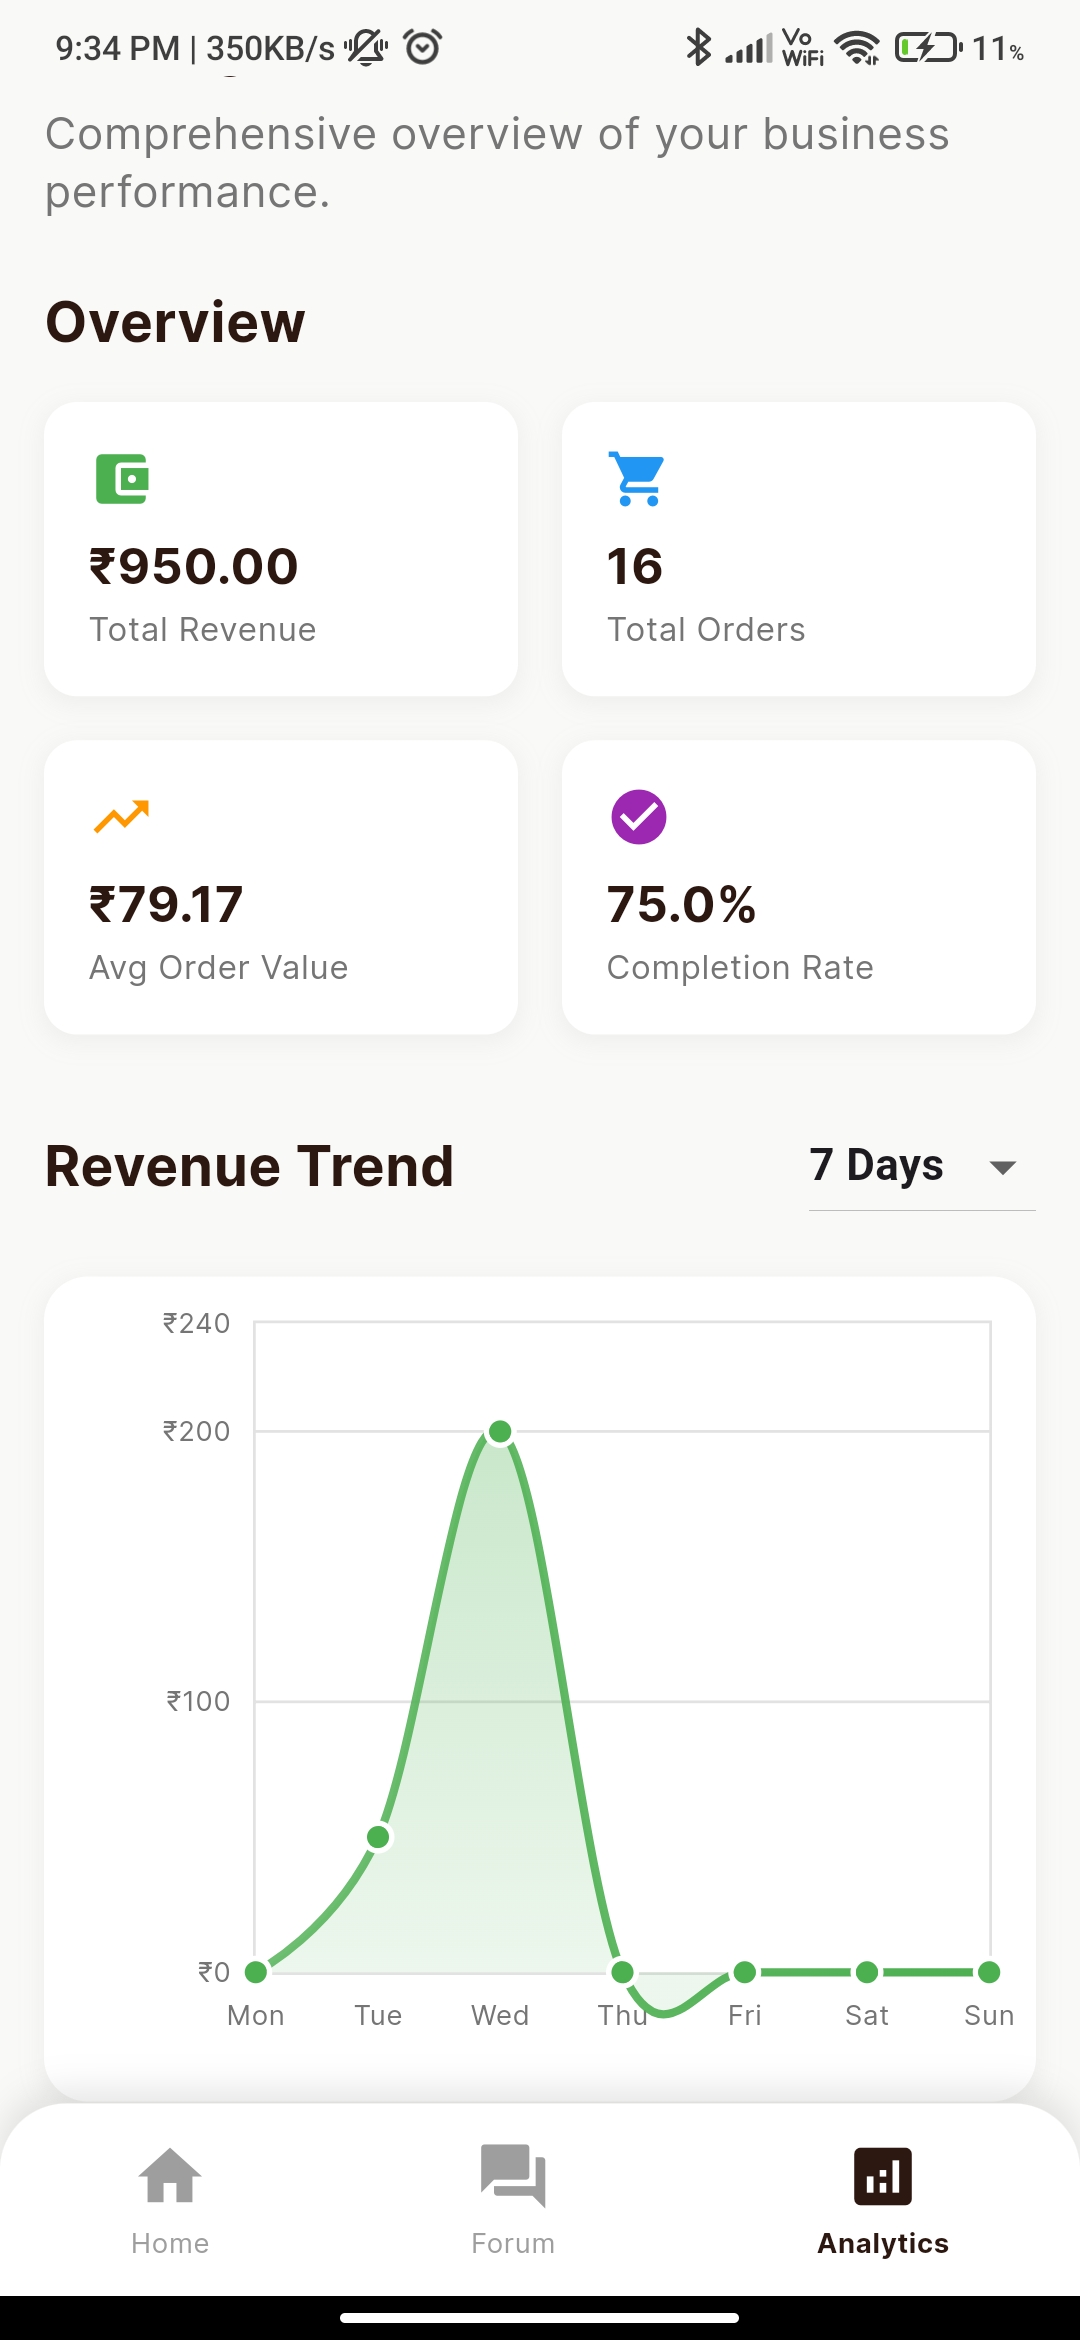 9:34 PM | 350KB/s Vo WiFi 11%
Comprehensive overview of your business
performance.
Overview
₹950.00
Total Revenue
16
Total Orders
₹79.17
Avg Order Value
75.0%
Completion Rate
Revenue Trend
7 Days
₹240
₹200
₹100
₹0
Mon Tue Wed Thu Fri Sat Sun
Home Forum Analytics